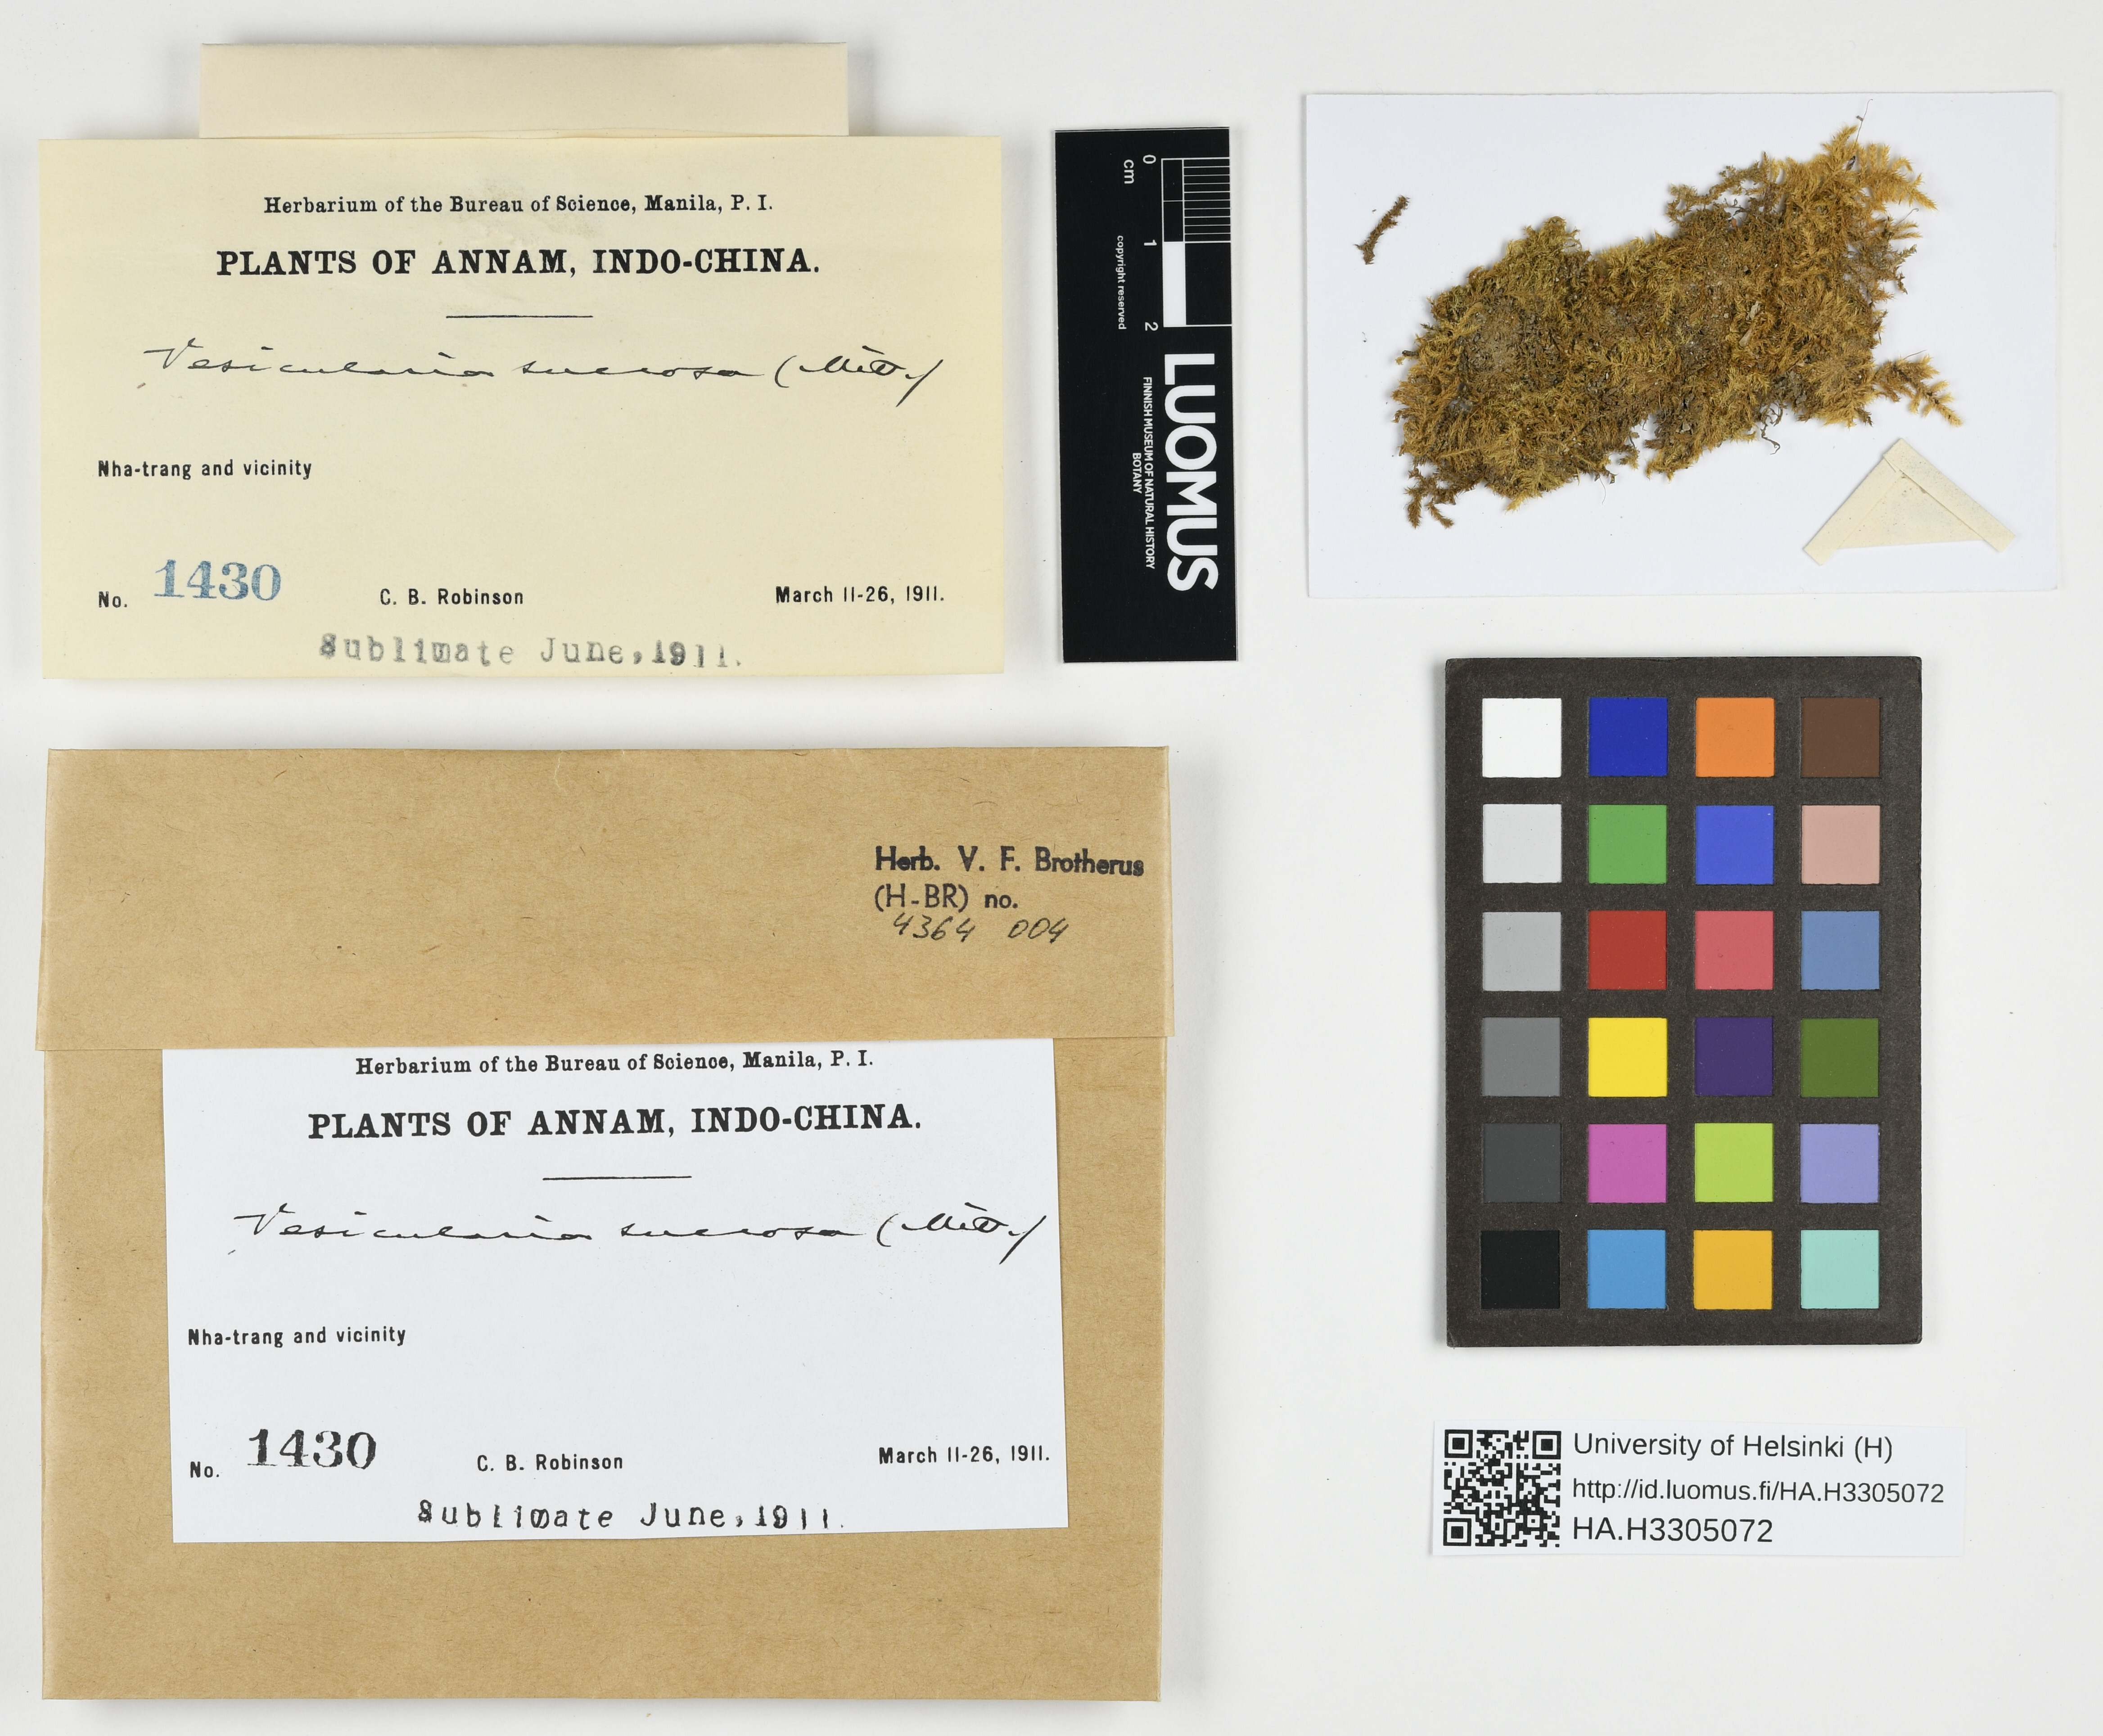 Herbarium of the Bureau of Science, Manila, P. I.
PLANTS OF ANNAM, INDO-CHINA.
Vesicularia succosa (Mitt.)
Nha-trang and vicinity
No. 1430 C. B. Robinson March 11-26, 1911.
Sublimate June, 1911.
0
cm
1
copyright reserved
2
LUOMUS
FINNISH MUSEUM OF NATURAL HISTORY
BOTANY
Herb. V. F. Brotherus
(H-BR) no.
4364 004
Herbarium of the Bureau of Science, Manila, P. I.
PLANTS OF ANNAM, INDO-CHINA.
Vesicularia succosa (Mitt.)
Nha-trang and vicinity
No. 1430 C. B. Robinson March 11-26, 1911.
Sublimate June, 1911.
University of Helsinki (H)
http://id.luomus.fi/HA.H3305072
HA.H3305072